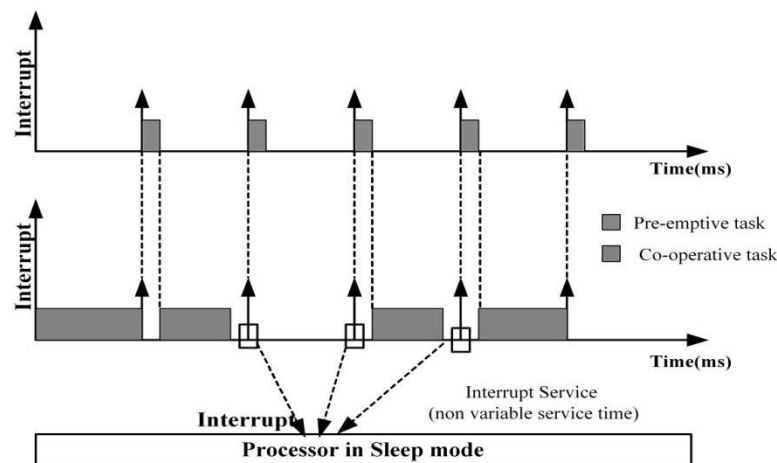 Interrupt
Time(ms)
Interrupt
Pre-emptive task
Co-operative task
Time(ms)
Interrupt Service
(non variable service time)
Interrupt
Processor in Sleep mode